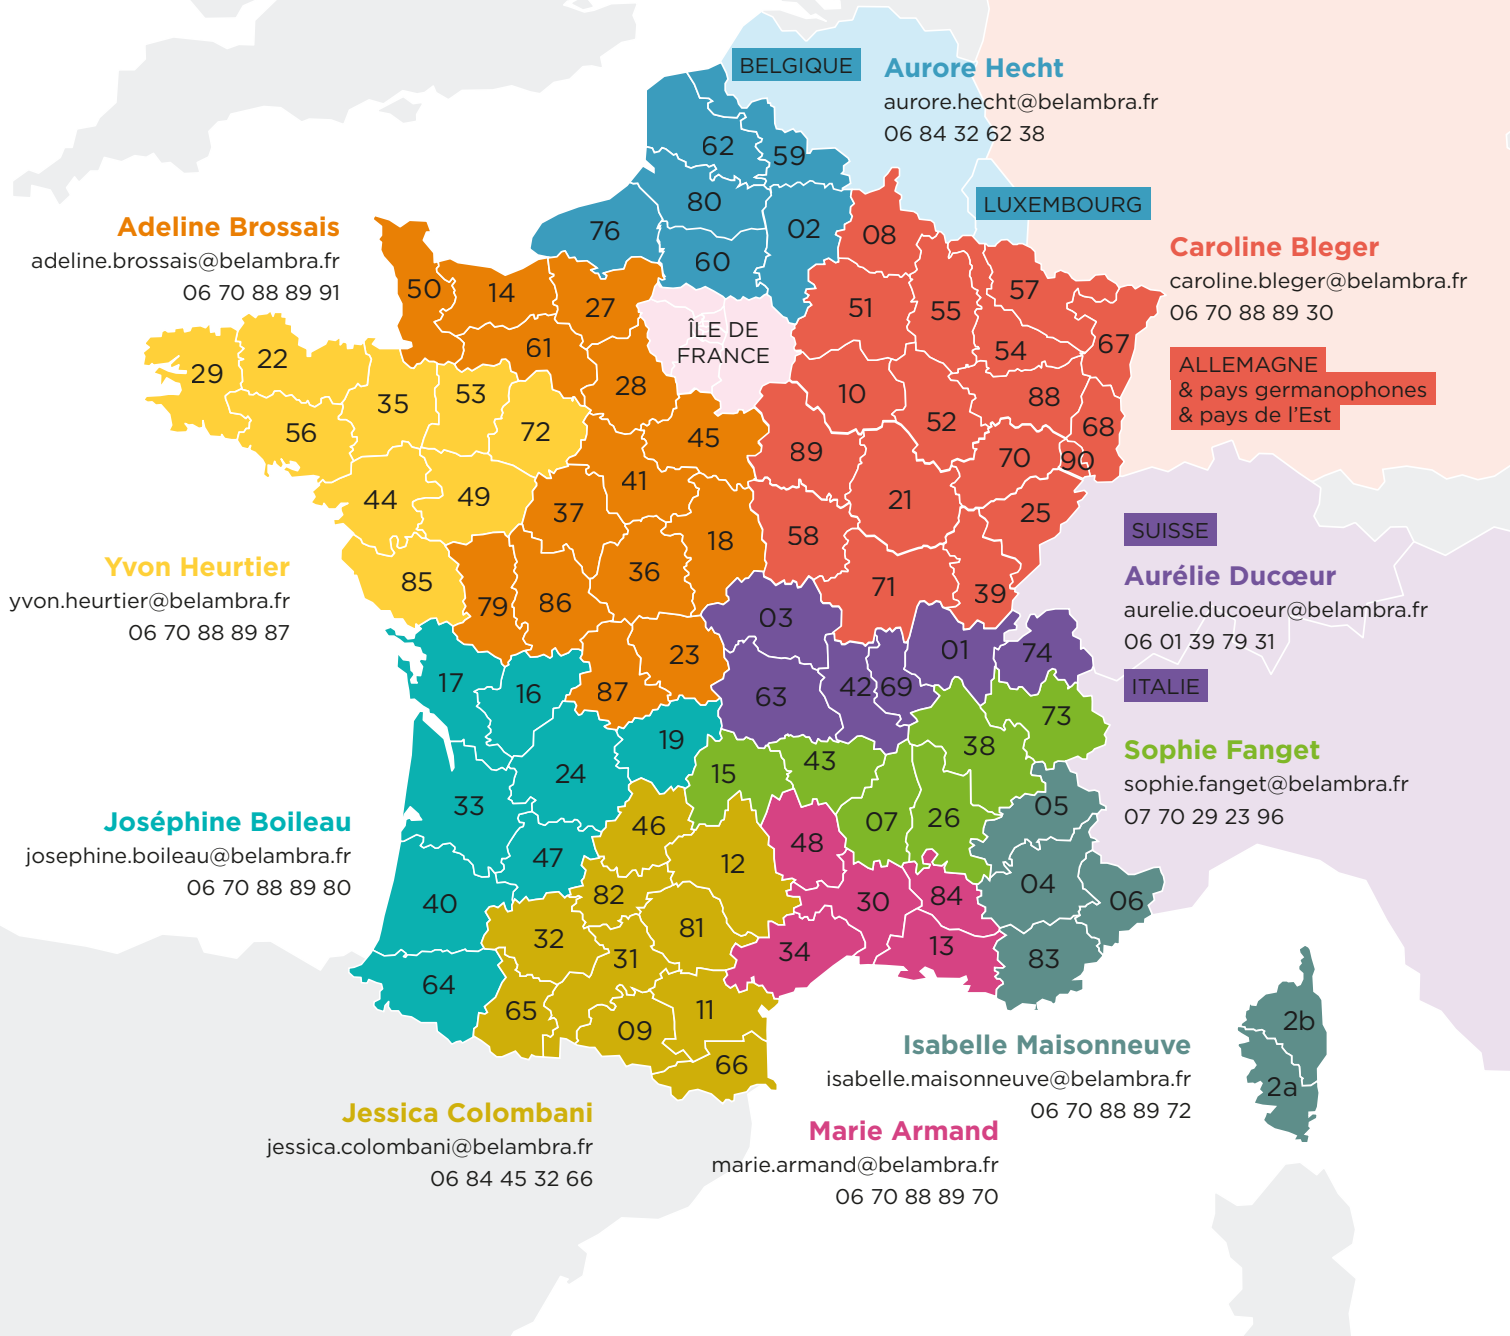 BELGIQUE
Aurore Hecht
aurore.hecht@belambra.fr
06 84 32 62 38
LUXEMBOURG
Adeline Brossais
adeline.brossais@belambra.fr
06 70 88 89 91
Caroline Bleger
caroline.bleger@belambra.fr
06 70 88 89 30
ALLEMAGNE
& pays germanophones
& pays de l'Est
Yvon Heurtier
yvon.heurtier@belambra.fr
06 70 88 89 87
SUISSE
Aurélie Ducœur
aurelie.ducoeur@belambra.fr
06 01 39 79 31
ITALIE
Sophie Fanget
sophie.fanget@belambra.fr
07 70 29 23 96
Joséphine Boileau
josephine.boileau@belambra.fr
06 70 88 89 80
Isabelle Maisonneuve
isabelle.maisonneuve@belambra.fr
06 70 88 89 72
Jessica Colombani
jessica.colombani@belambra.fr
06 84 45 32 66
Marie Armand
marie.armand@belambra.fr
06 70 88 89 70
ÎLE DE
FRANCE
62
59
80
76
02
60
08
50
14
27
61
28
51
55
57
54
67
10
52
88
68
29
22
35
53
72
56
45
89
70
90
44
49
41
37
21
25
18
58
36
85
79
86
71
39
03
23
01
74
17
16
87
63
42
69
73
19
38
24
15
43
33
05
46
07
26
47
12
48
40
82
30
84
04
06
32
81
31
34
13
83
64
65
09
11
66
2b
2a